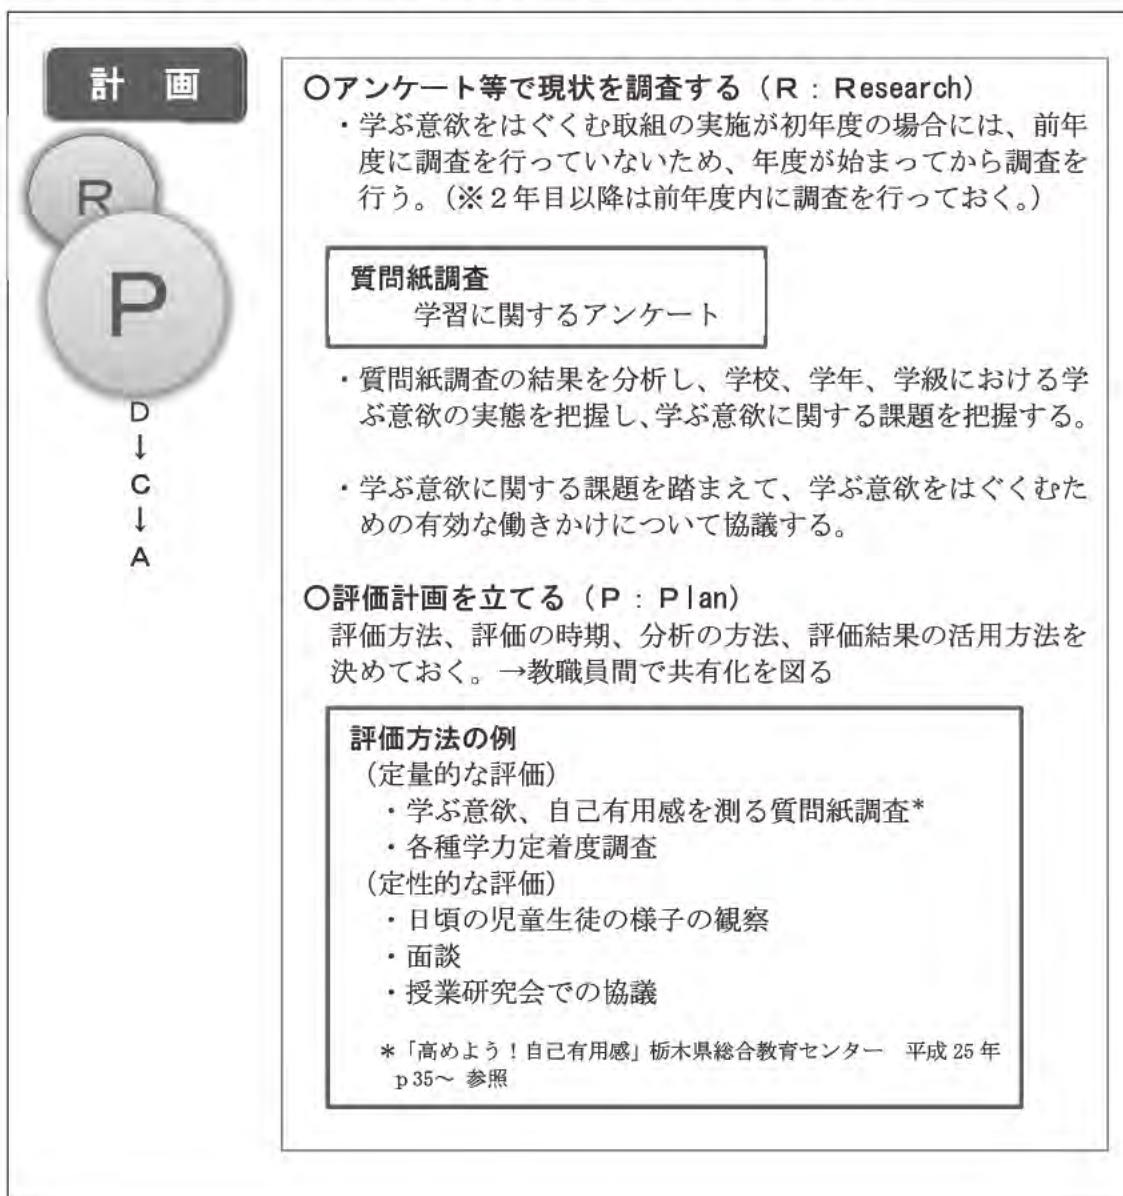 計 画
R
P
D
↓
C
↓
A
〇アンケート等で現状を調査する（R：Research）
・学ぶ意欲をはぐくむ取組の実施が初年度の場合には、前年
度に調査を行っていないため、年度が始まってから調査を
行う。（※２年目以降は前年度内に調査を行っておく。）
質問紙調査
学習に関するアンケート
・質問紙調査の結果を分析し、学校、学年、学級における学
ぶ意欲の実態を把握し、学ぶ意欲に関する課題を把握する。
・学ぶ意欲に関する課題を踏まえて、学ぶ意欲をはぐくむた
めの有効な働きかけについて協議する。
〇評価計画を立てる（P：Plan）
評価方法、評価の時期、分析の方法、評価結果の活用方法を
決めておく。→教職員間で共有化を図る
評価方法の例
（定量的な評価）
・学ぶ意欲、自己有用感を測る質問紙調査*
・各種学力定着度調査
（定性的な評価）
・日頃の児童生徒の様子の観察
・面談
・授業研究会での協議
＊「高めよう！自己有用感」栃木県総合教育センター　平成 25 年
ｐ35～ 参照